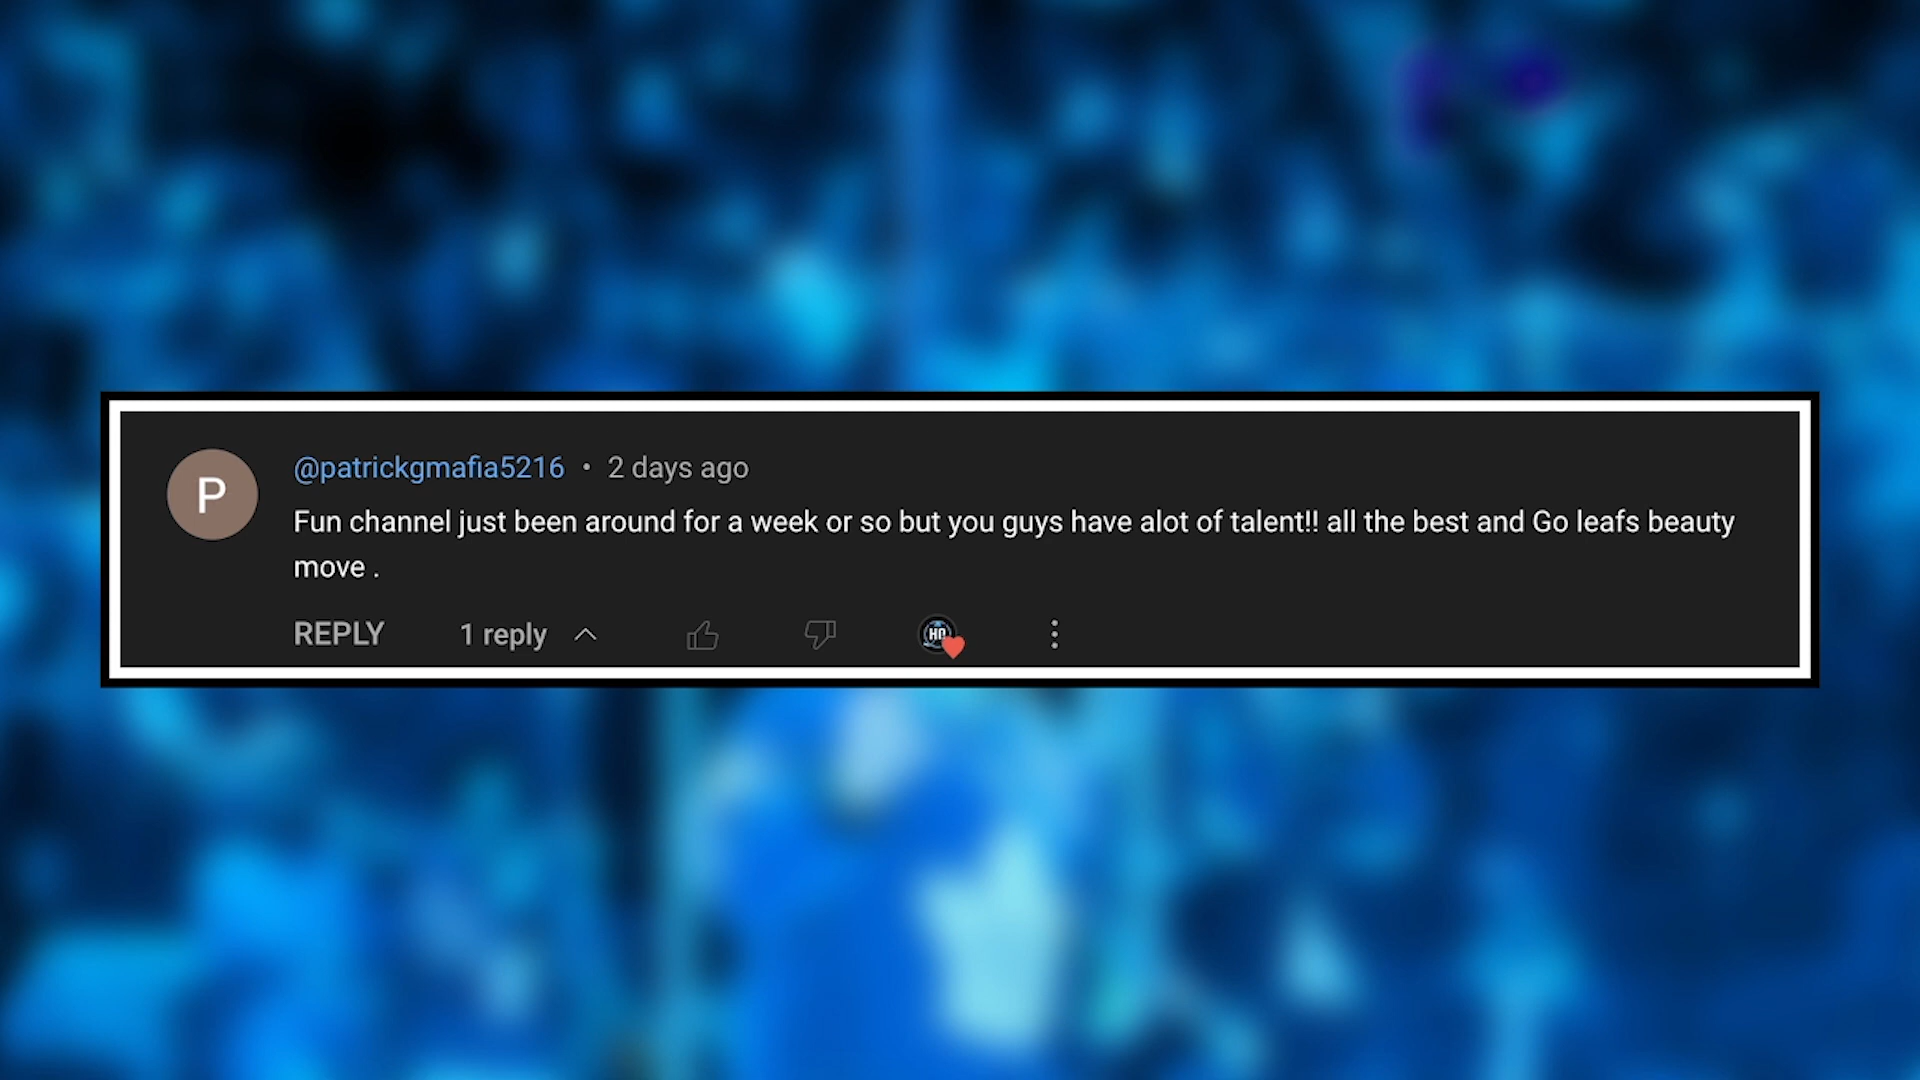 P
@patrickgmafia5216 • 2 days ago
Fun channel just been around for a week or so but you guys have alot of talent!! all the best and Go leafs beauty
move .
REPLY 1 reply
HD